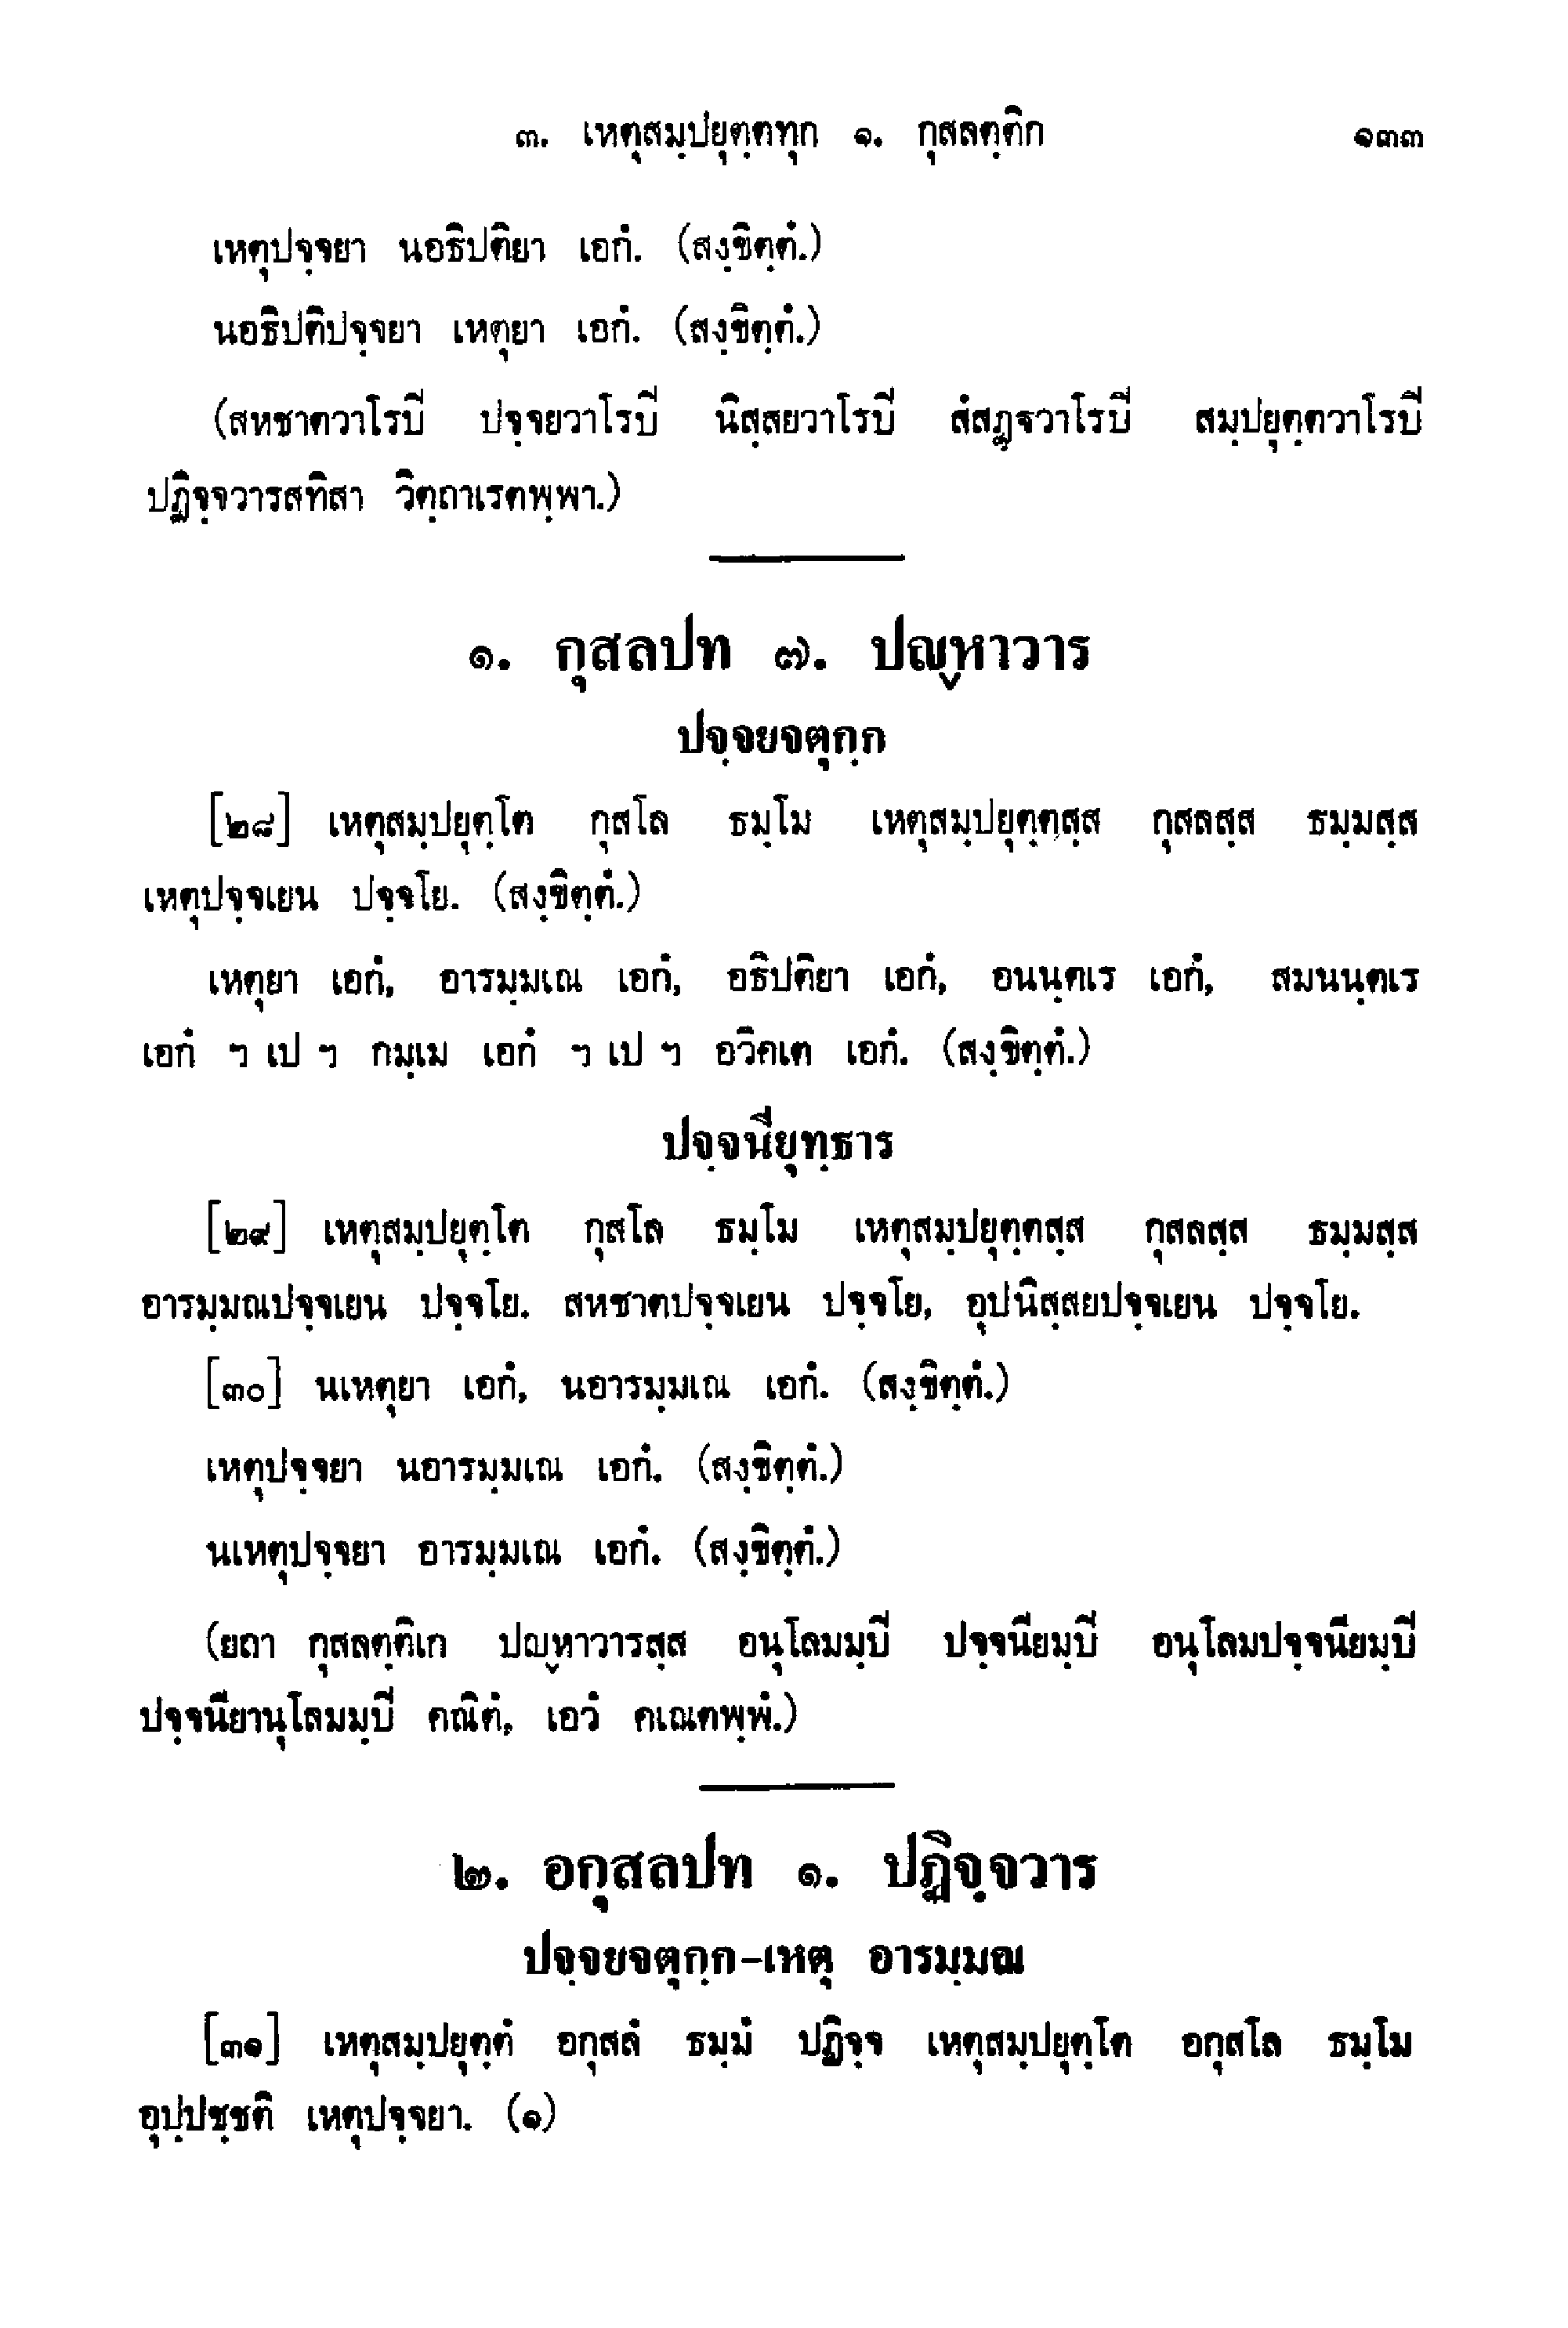 ๓. เหตุสมฺปยุตฺตทุก ๑. กุสลตฺติก ๑๓๓
เหตุปจฺจยา นอธิปติยา เอกํ. (สงฺขิตฺตํ.)
นอธิปติปจฺจยา เหตุยา เอกํ. (สงฺขิตฺตํ.)
(สหชาตวาโรปิ ปจฺจยวาโรปิ นิสฺสยวาโรปิ สํสฏฺฐวาโรปิ สมฺปยุตฺตวาโรปิ
ปฏิจฺจวารสทิสา วิตฺถาเรตพฺพา.)
๑. กุสลปท ๗. ปญฺหาวาร
ปจฺจยจตุกฺก
[๒๘] เหตุสมฺปยุตฺโต กุสโล ธมฺโม เหตุสมฺปยุตฺตสฺส กุสลสฺส ธมฺมสฺส
เหตุปจฺจเยน ปจฺจโย. (สงฺขิตฺตํ.)
เหตุยา เอกํ, อารมฺมเณ เอกํ, อธิปติยา เอกํ, อนนฺตเร เอกํ, สมนนฺตเร
เอกํ ฯ เป ฯ กมฺเม เอกํ ฯ เป ฯ อวิคเต เอกํ. (สงฺขิตฺตํ.)
ปจฺจนียุทฺธาร
[๒๙] เหตุสมฺปยุตฺโต กุสโล ธมฺโม เหตุสมฺปยุตฺตสฺส กุสลสฺส ธมฺมสฺส
อารมฺมณปจฺจเยน ปจฺจโย. สหชาตปจฺจเยน ปจฺจโย, อุปนิสฺสยปจฺจเยน ปจฺจโย.
[๓๐] นเหตุยา เอกํ, นอารมฺมเณ เอกํ. (สงฺขิตฺตํ.)
เหตุปจฺจยา นอารมฺมเณ เอกํ. (สงฺขิตฺตํ.)
นเหตุปจฺจยา อารมฺมเณ เอกํ. (สงฺขิตฺตํ.)
(ยถา กุสลตฺติเก ปญฺหาวารสฺส อนุโลมมฺปิ ปจฺจนียมฺปิ อนุโลมปจฺจนียมฺปิ
ปจฺจนียานุโลมมฺปิ คณิตํ, เอวํ คเณตพฺพํ.)
๒. อกุสลปท ๑. ปฏิจฺจวาร
ปจฺจยจตุกฺก-เหตุ อารมฺมณ
[๓๑] เหตุสมฺปยุตฺตํ อกุสลํ ธมฺมํ ปฏิจฺจ เหตุสมฺปยุตฺโต อกุสโล ธมฺโม
อุปฺปชฺชติ เหตุปจฺจยา. (๑)